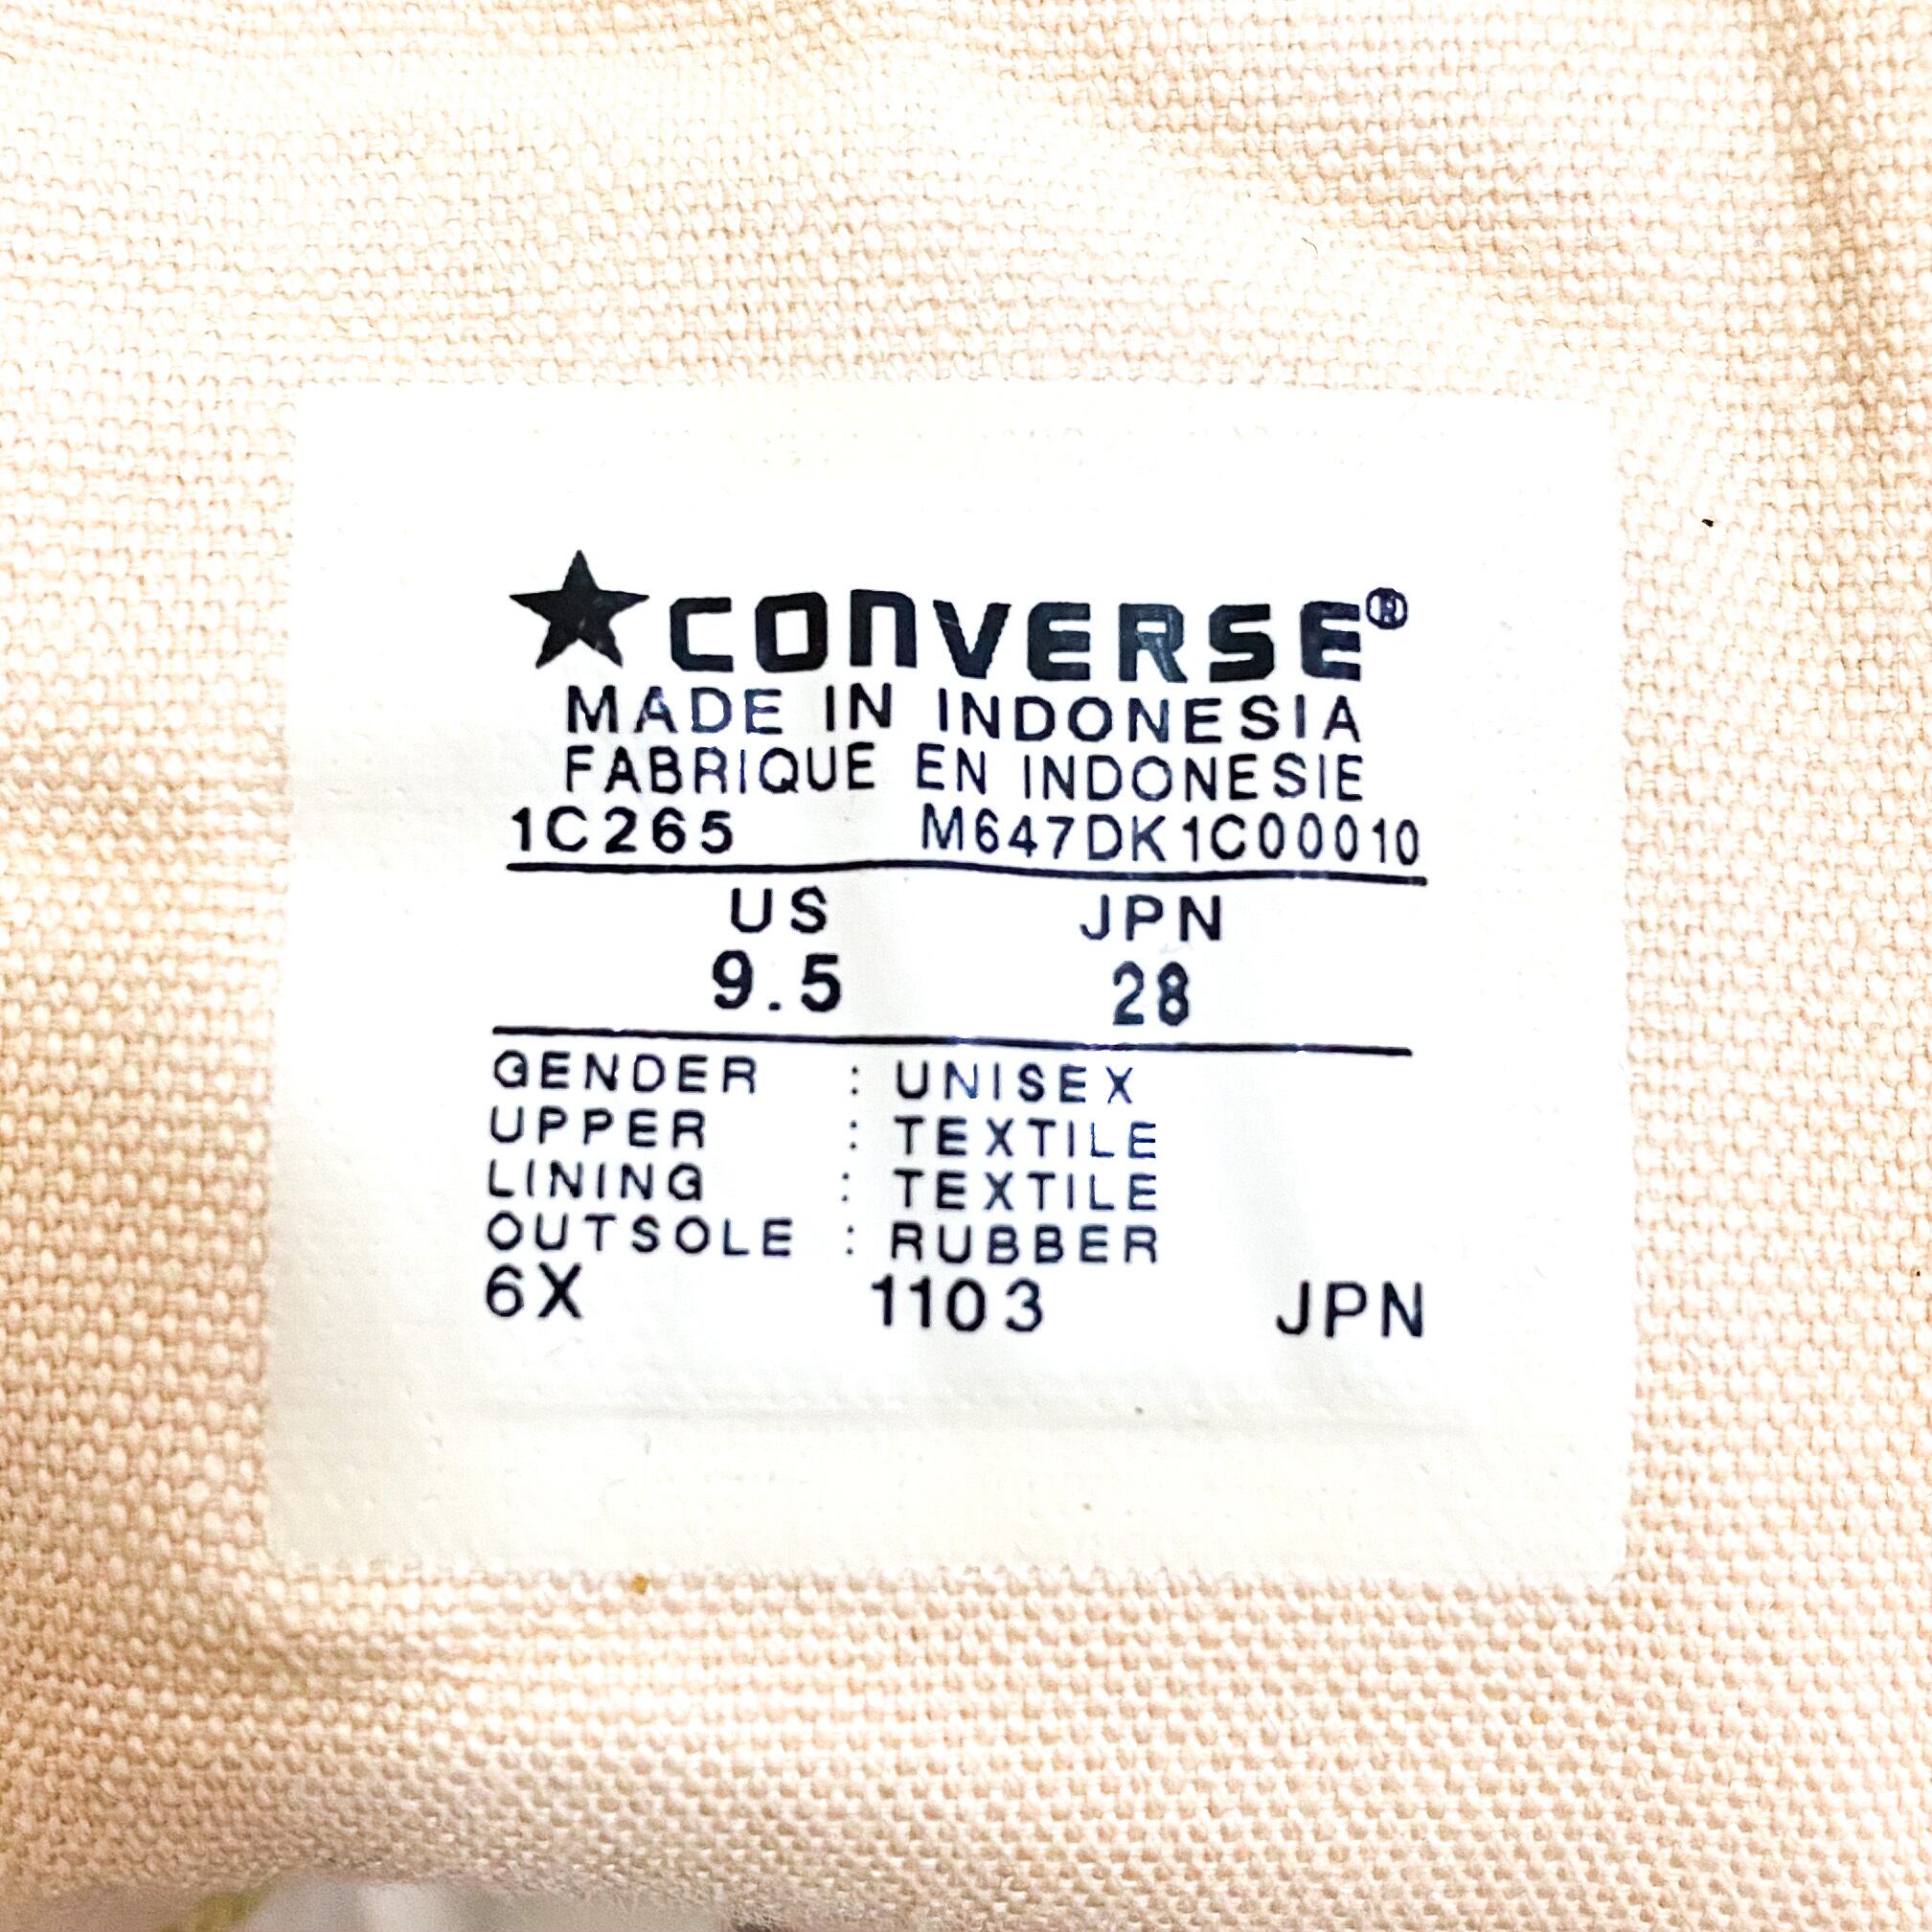 ★CONVERSE®
MADE IN INDONESIA
FABRIQUE EN INDONESIE
1C265 M647DK1C00010
US JPN
9.5 28
GENDER : UNISEX
UPPER : TEXTILE
LINING : TEXTILE
OUTSOLE : RUBBER
6X 1103 JPN